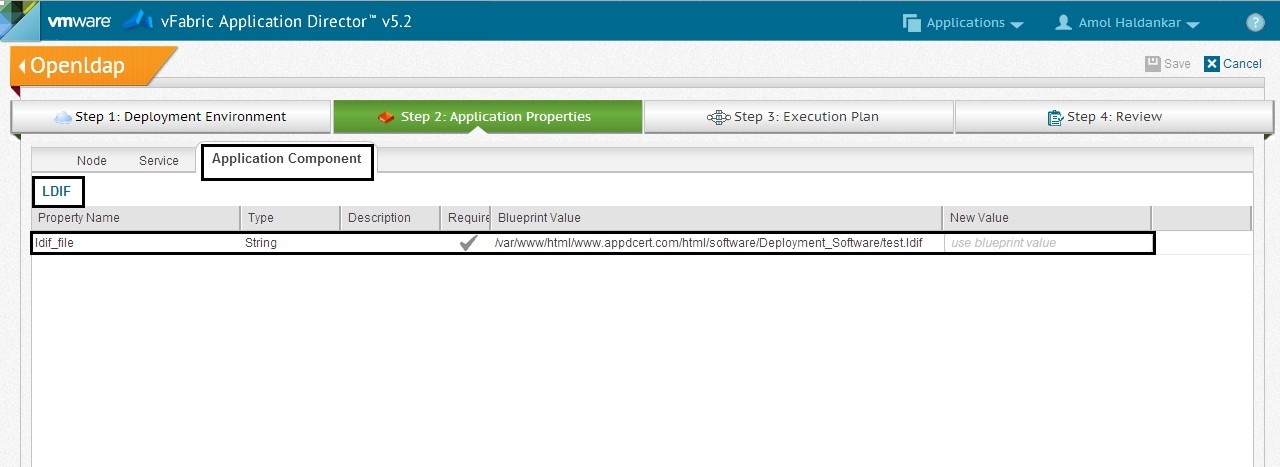 vmware vFabric Application Director™ v5.2 Applications Amol Haldankar ?
Openldap Save Cancel
Step 1: Deployment Environment Step 2: Application Properties Step 3: Execution Plan Step 4: Review
Node Service Application Component
LDIF
Property Name Type Description Require Blueprint Value New Value
ldif_file String /var/www/html/www.appdcert.com/html/software/Deployment_Software/test.ldif use blueprint value